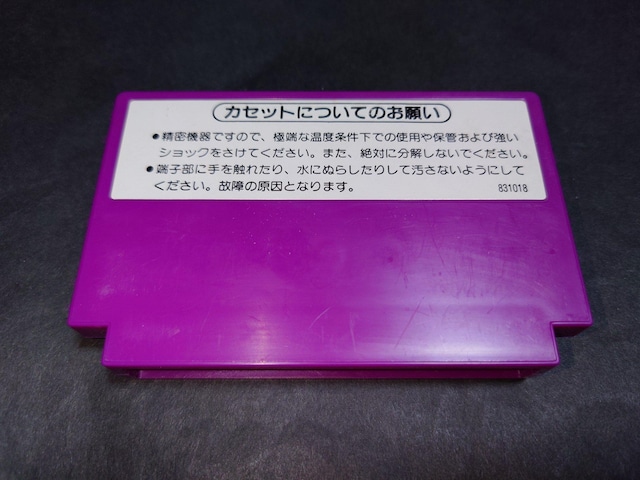 カセットについてのお願い
●精密機器ですので、極端な温度条件下での使用や保管および強い
ショックをさけてください。また、絶対に分解しないでください。
●端子部に手を触れたり、水にぬらしたりして汚さないようにして
ください。故障の原因となります。
831018